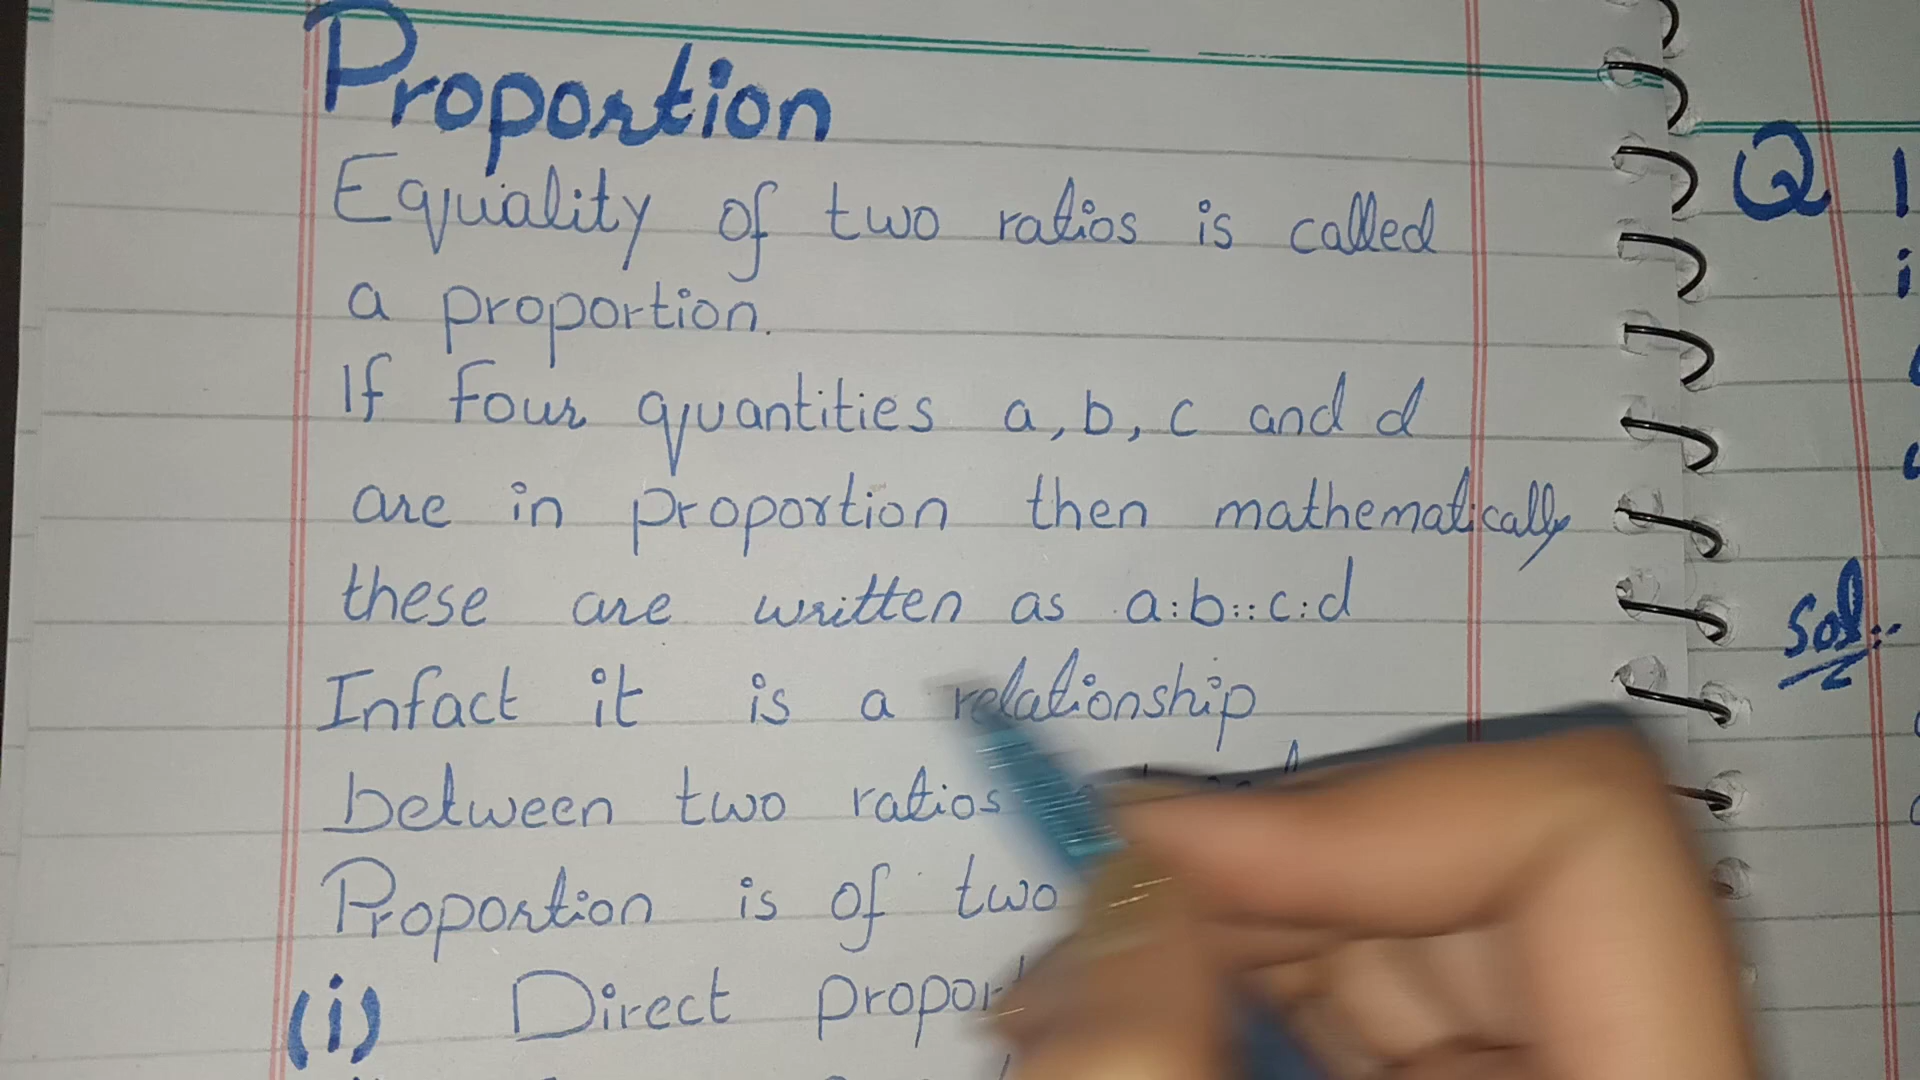 Proportion
Equality of two ratios is called
a proportion.
If four quantities a, b, c and d
are in proportion then mathematically
these are written as a:b::c:d
Infact it is a relationship
between two ratios
Proportion is of two
(i) Direct
Q 1
i
Sol:-